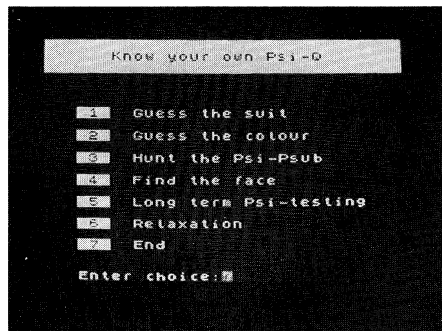 Know your own Psi-Q
1 Guess the suit
2 Guess the colour
3 Hunt the Psi-Psub
4 Find the face
5 Long term Psi-testing
6 Relaxation
7 End
Enter choice: